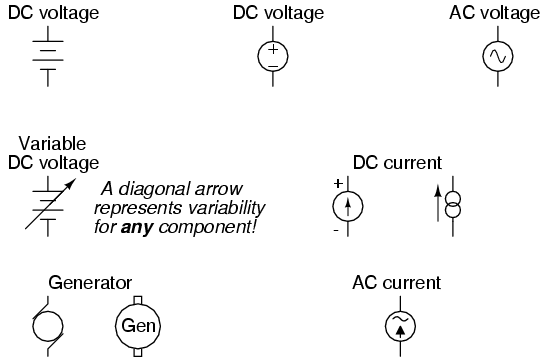 DC voltage
DC voltage
AC voltage
+
−
Variable
DC voltage
A diagonal arrow
represents variability
for any component!
DC current
+
-
Generator
Gen
AC current